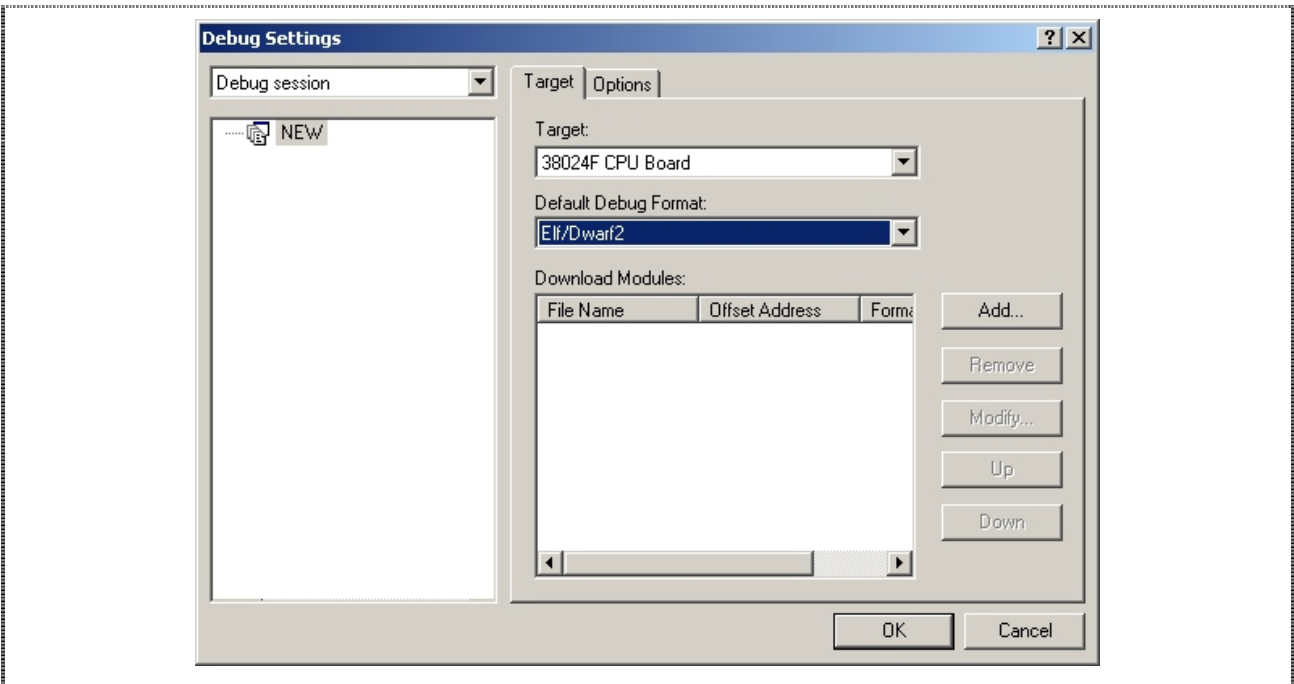 Debug Settings
Debug session
NEW
Target
Options
Target:
38024F CPU Board
Default Debug Format:
Elf/Dwarf2
Download Modules:
File Name
Offset Address
Forma
Add...
Remove
Modify...
Up
Down
OK
Cancel